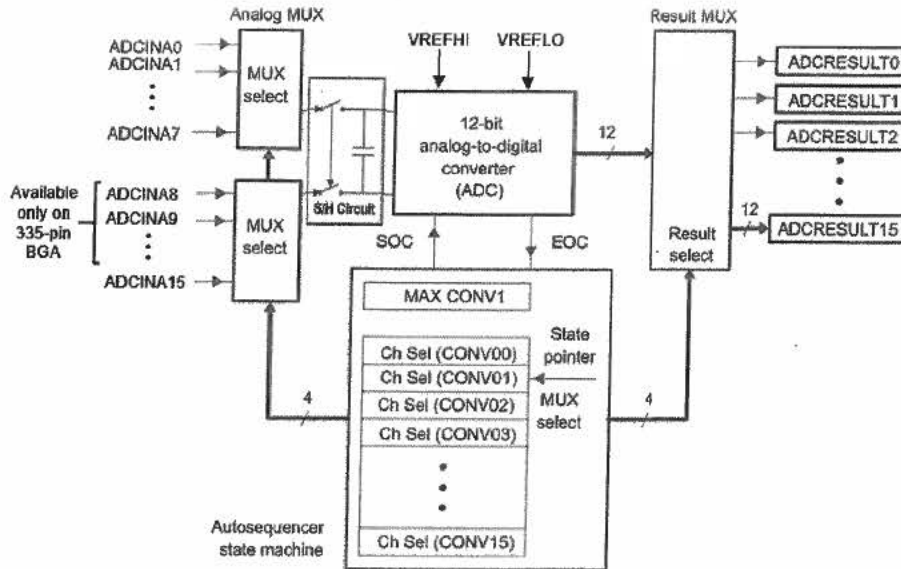 Analog MUX
Result MUX
ADCINA0
ADCINA1
ADCINA7
MUX
select
VREFHI
VREFLO
12-bit
analog-to-digital
converter
(ADC)
12
ADCRESULT0
ADCRESULT1
ADCRESULT2
Available
only on
335-pin
BGA
ADCINA8
ADCINA9
ADCINA15
MUX
select
S/H Circuit
SOC
EOC
Result
select
12
ADCRESULT15
MAX CONV1
Ch Sel (CONV00)
Ch Sel (CONV01)
Ch Sel (CONV02)
Ch Sel (CONV03)
Ch Sel (CONV15)
State
pointer
MUX
select
4
4
Autosequencer
state machine